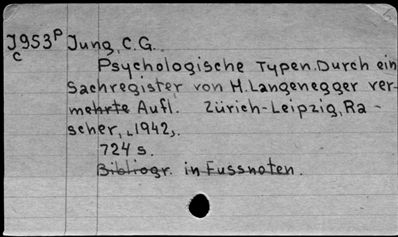 J953P Jung, C.G.
C
Psychologische Typen. Durch ein
Sachregister von H. Langenegger ver-
mehrte Aufl. Zürich-Leipzig, Ra-
scher, [1942].
724 s.
Bibliogr. in Fussnoten.